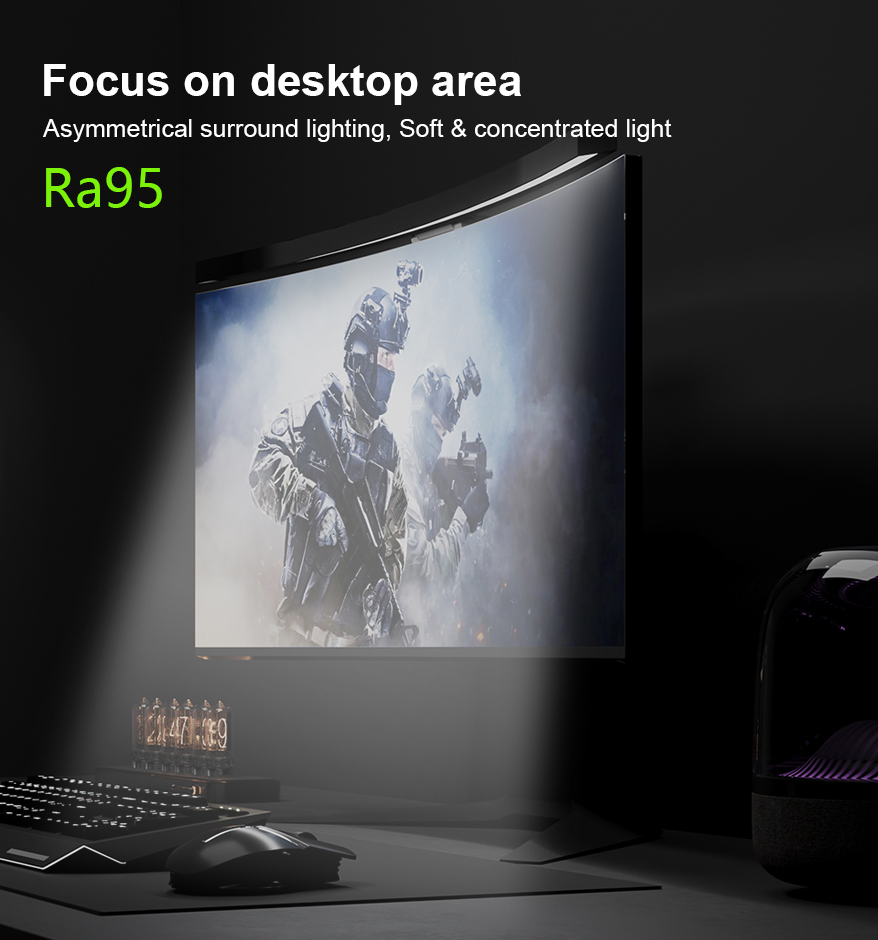 Focus on desktop area
Asymmetrical surround lighting, Soft & concentrated light
Ra95